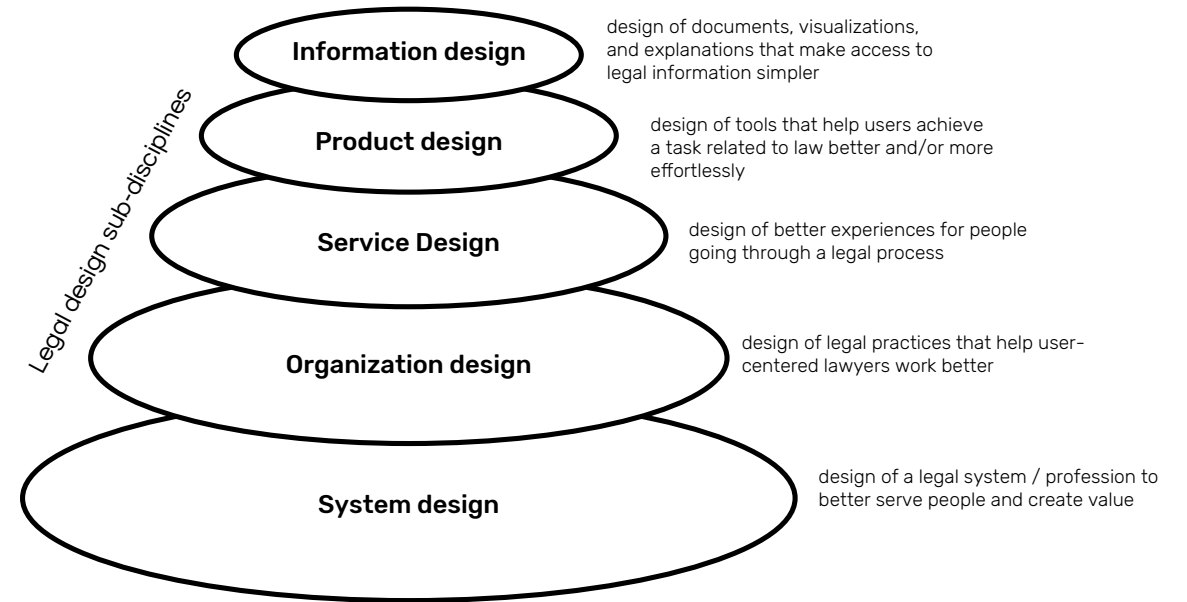 Information design
design of documents, visualizations,
and explanations that make access to
legal information simpler
Legal design sub-disciplines
Product design
design of tools that help users achieve
a task related to law better and/or more
effortlessly
Service Design
design of better experiences for people
going through a legal process
Organization design
design of legal practices that help user-
centered lawyers work better
System design
design of a legal system / profession to
better serve people and create value